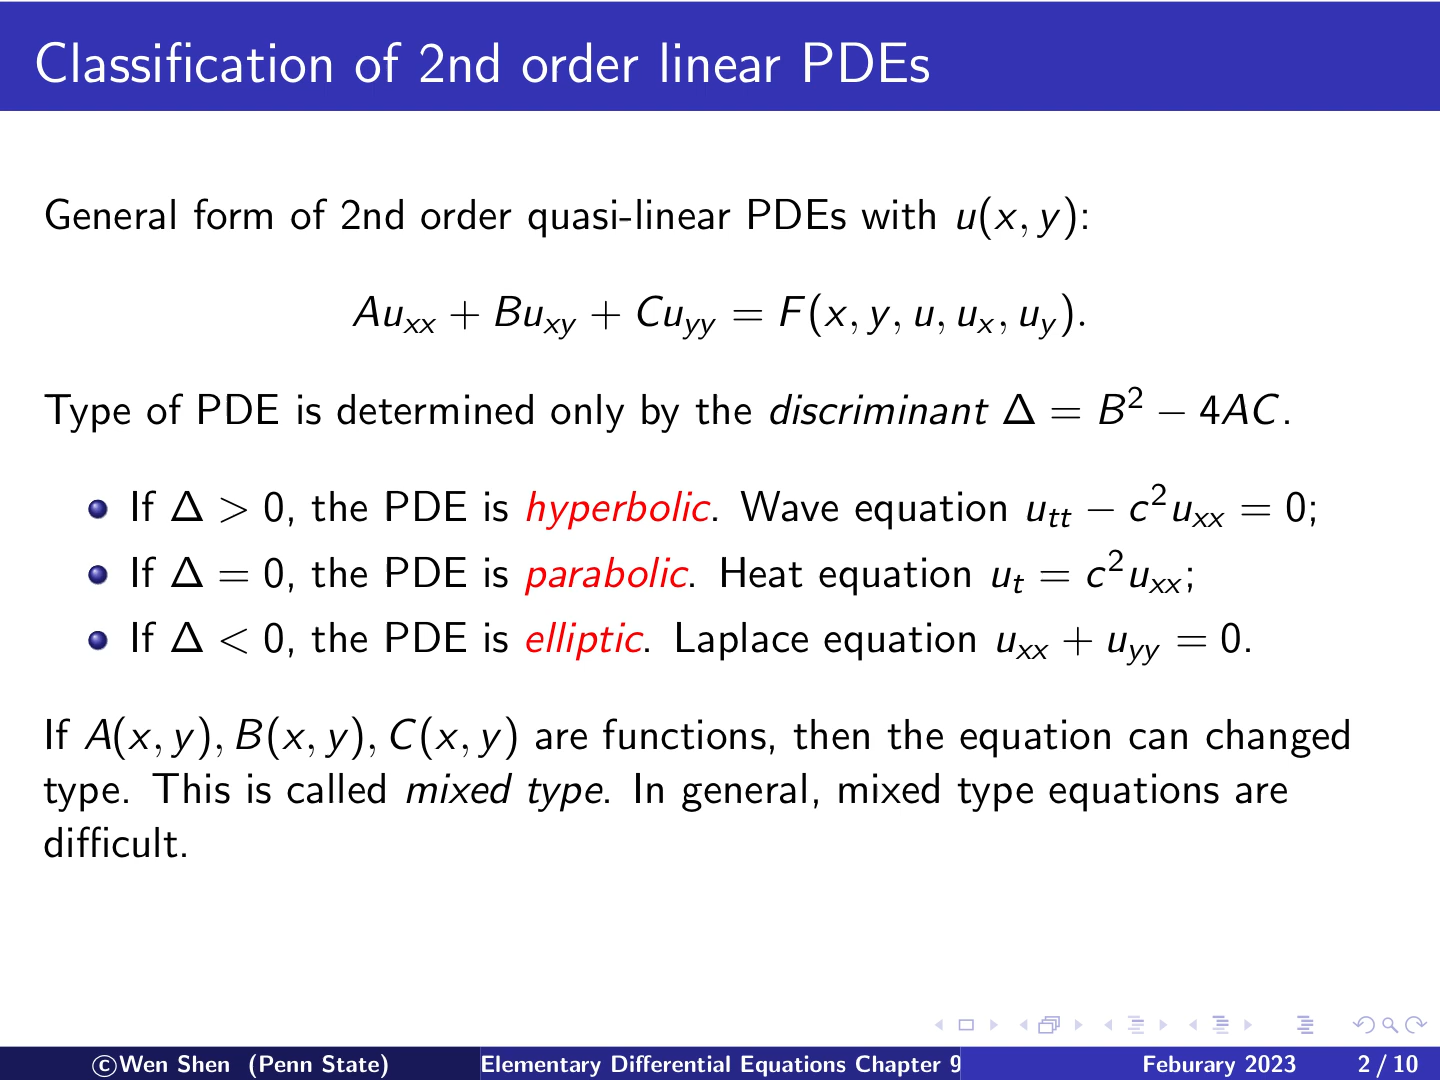 Classification of 2nd order linear PDEs
General form of 2nd order quasi-linear PDEs with u(x, y):
Au_xx + Bu_xy + Cu_yy = F(x, y, u, u_x, u_y).
Type of PDE is determined only by the discriminant Δ = B² − 4AC.
If Δ > 0, the PDE is hyperbolic. Wave equation u_tt − c²u_xx = 0;
If Δ = 0, the PDE is parabolic. Heat equation u_t = c²u_xx;
If Δ < 0, the PDE is elliptic. Laplace equation u_xx + u_yy = 0.
If A(x, y), B(x, y), C(x, y) are functions, then the equation can changed
type. This is called mixed type. In general, mixed type equations are
difficult.
©Wen Shen (Penn State) Elementary Differential Equations Chapter 9 Feburary 2023 2 / 10